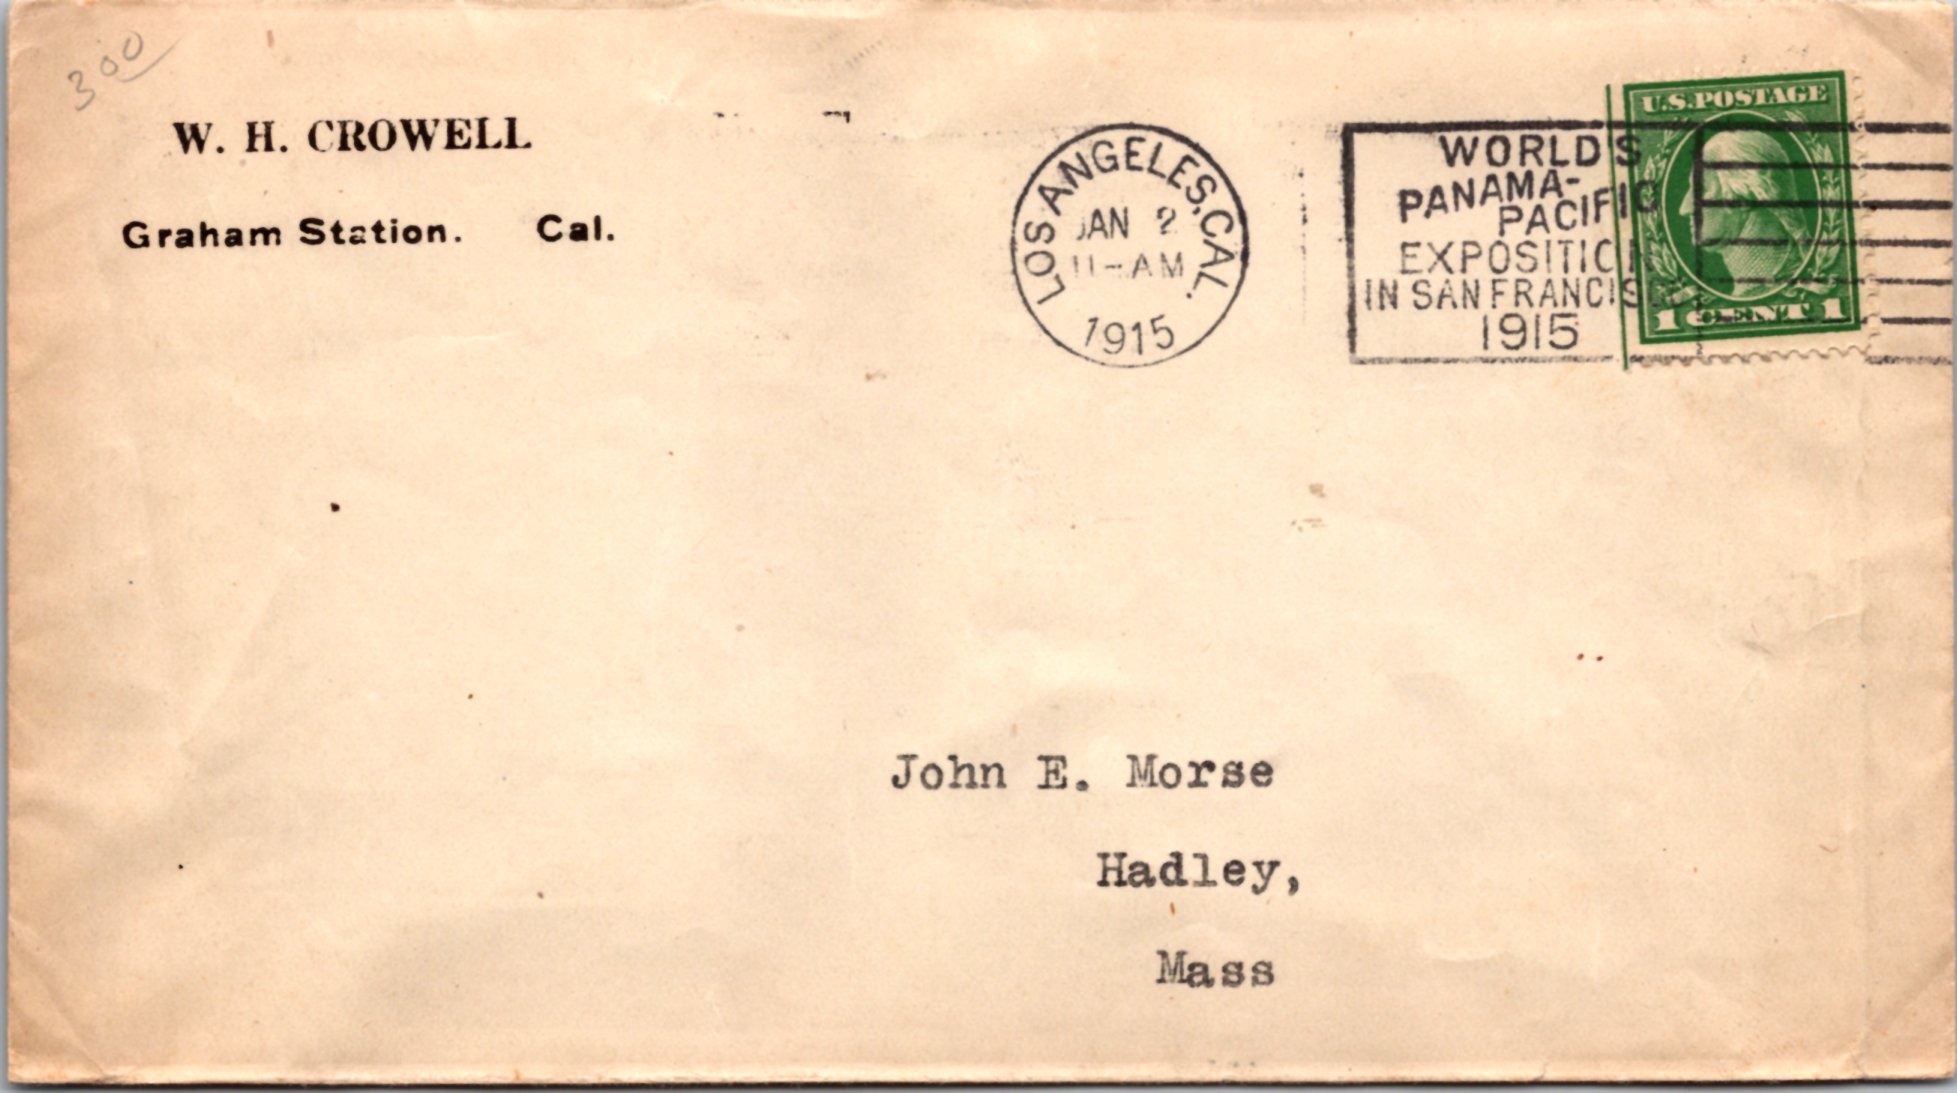 300
W. H. CROWELL
Graham Station. Cal.
LOS ANGELES, CAL.
JAN 2
11-AM
1915
WORLD'S
PANAMA-
PACIFIC
EXPOSITION
IN SAN FRANCISCO
1915
U.S.POSTAGE
1 CENT 1
John E. Morse
Hadley,
Mass